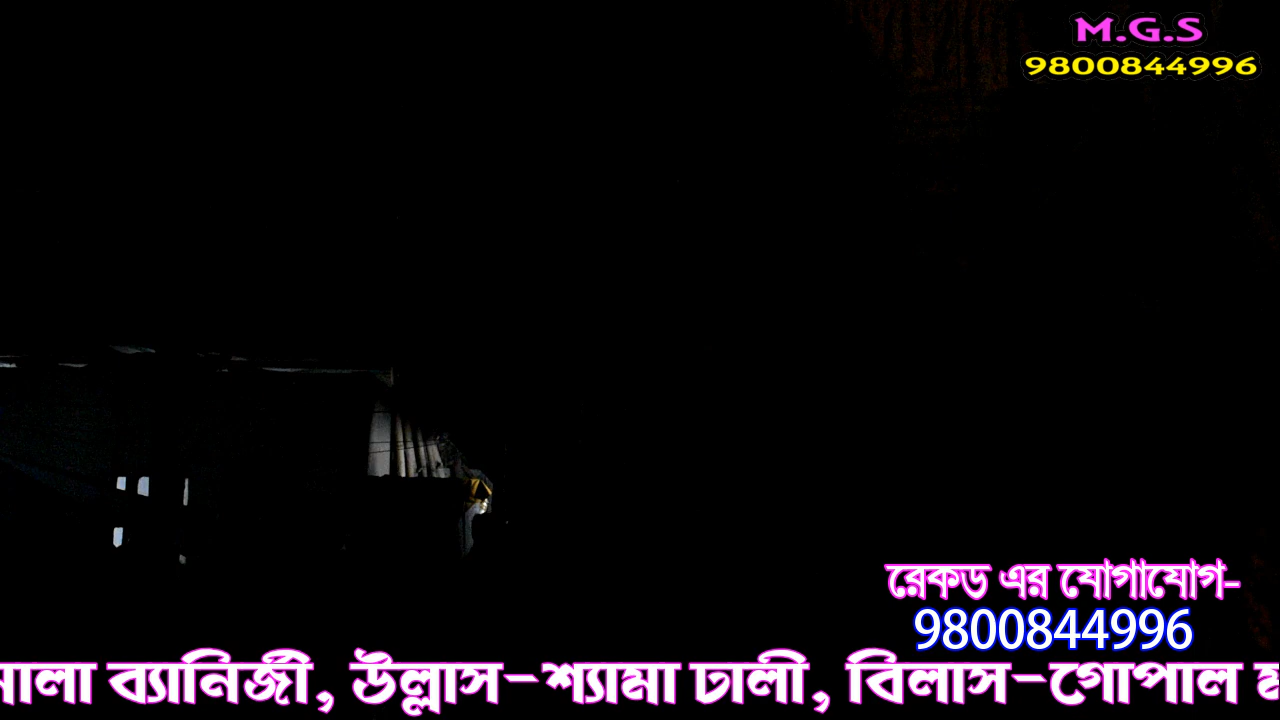 M.G.S
9800844996
রেকড এর যোগাযোগ-
9800844996
ব্যানির্জী, উল্লাস-শ্যামা ঢালী, বিলাস-গোপাল